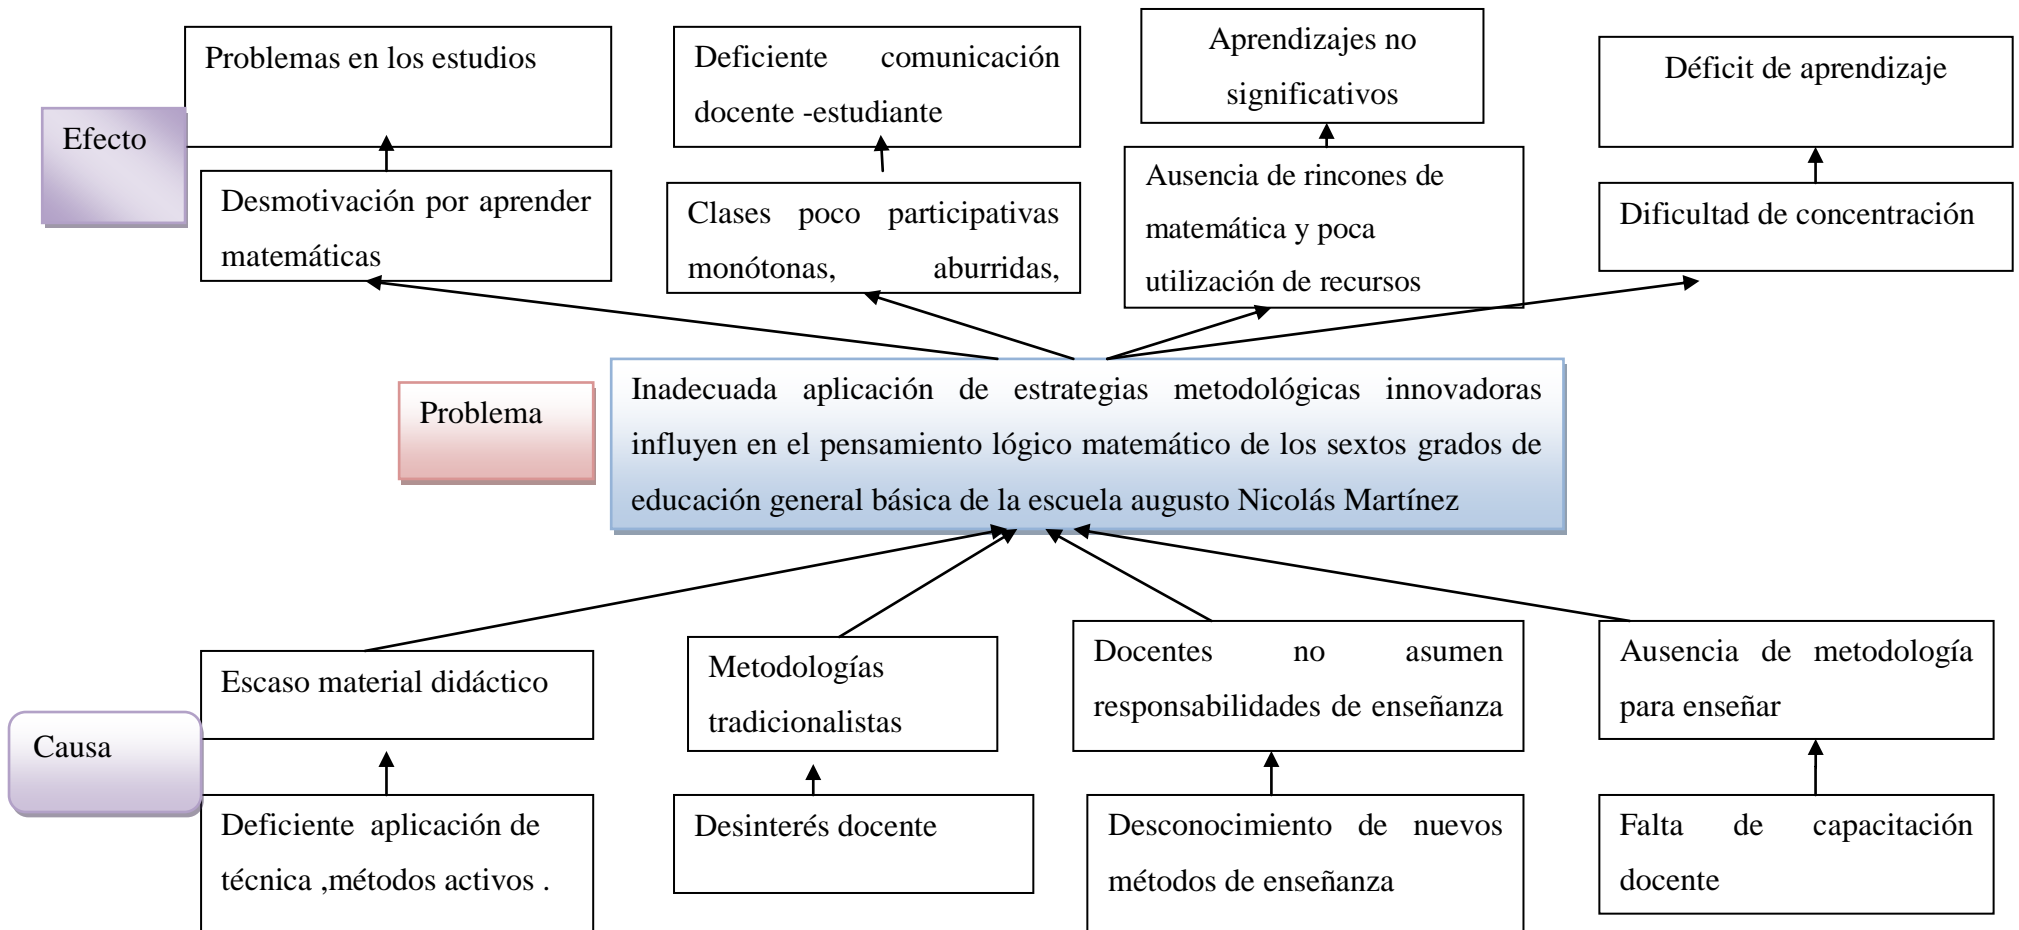 Problemas en los estudios
Deficiente comunicación
docente -estudiante
Aprendizajes no
significativos
Déficit de aprendizaje
Efecto
Desmotivación por aprender
matemáticas
Clases poco participativas
monótonas, aburridas,
Ausencia de rincones de
matemática y poca
utilización de recursos
Dificultad de concentración
Problema
Inadecuada aplicación de estrategias metodológicas innovadoras
influyen en el pensamiento lógico matemático de los sextos grados de
educación general básica de la escuela augusto Nicolás Martínez
Escaso material didáctico
Metodologías
tradicionalistas
Docentes no asumen
responsabilidades de enseñanza
Ausencia de metodología
para enseñar
Causa
Deficiente aplicación de
técnica ,métodos activos .
Desinterés docente
Desconocimiento de nuevos
métodos de enseñanza
Falta de capacitación
docente